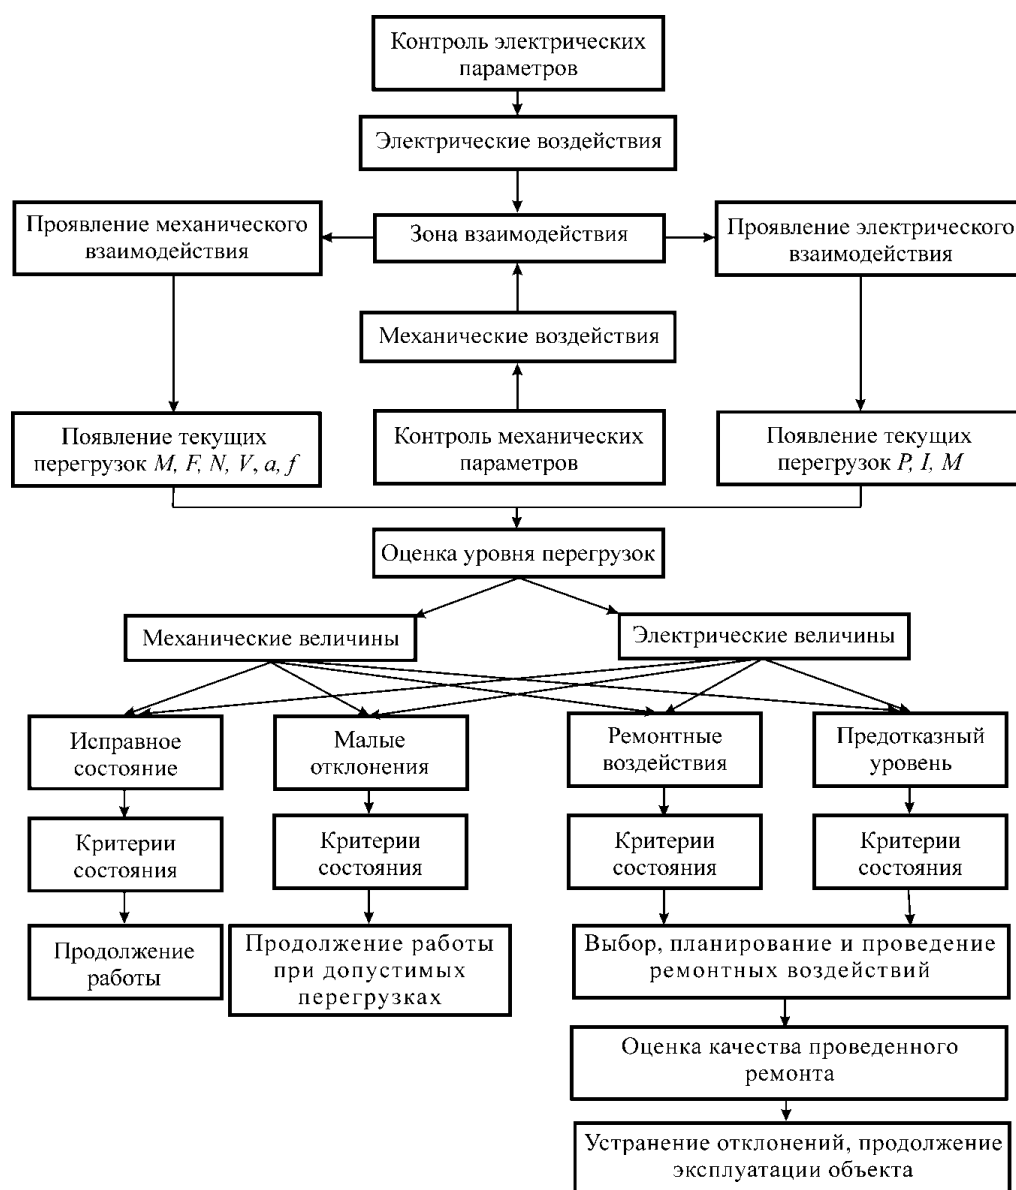 Контроль электрических
параметров
Электрические воздействия
Проявление механического
взаимодействия
Зона взаимодействия
Проявление электрического
взаимодействия
Механические воздействия
Появление текущих
перегрузок M, F, N, V, a, f
Контроль механических
параметров
Появление текущих
перегрузок P, I, M
Оценка уровня перегрузок
Механические величины
Электрические величины
Исправное
состояние
Малые
отклонения
Ремонтные
воздействия
Предотказный
уровень
Критерии
состояния
Критерии
состояния
Критерии
состояния
Критерии
состояния
Продолжение
работы
Продолжение работы
при допустимых
перегрузках
Выбор, планирование и проведение
ремонтных воздействий
Оценка качества проведенного
ремонта
Устранение отклонений, продолжение
эксплуатации объекта